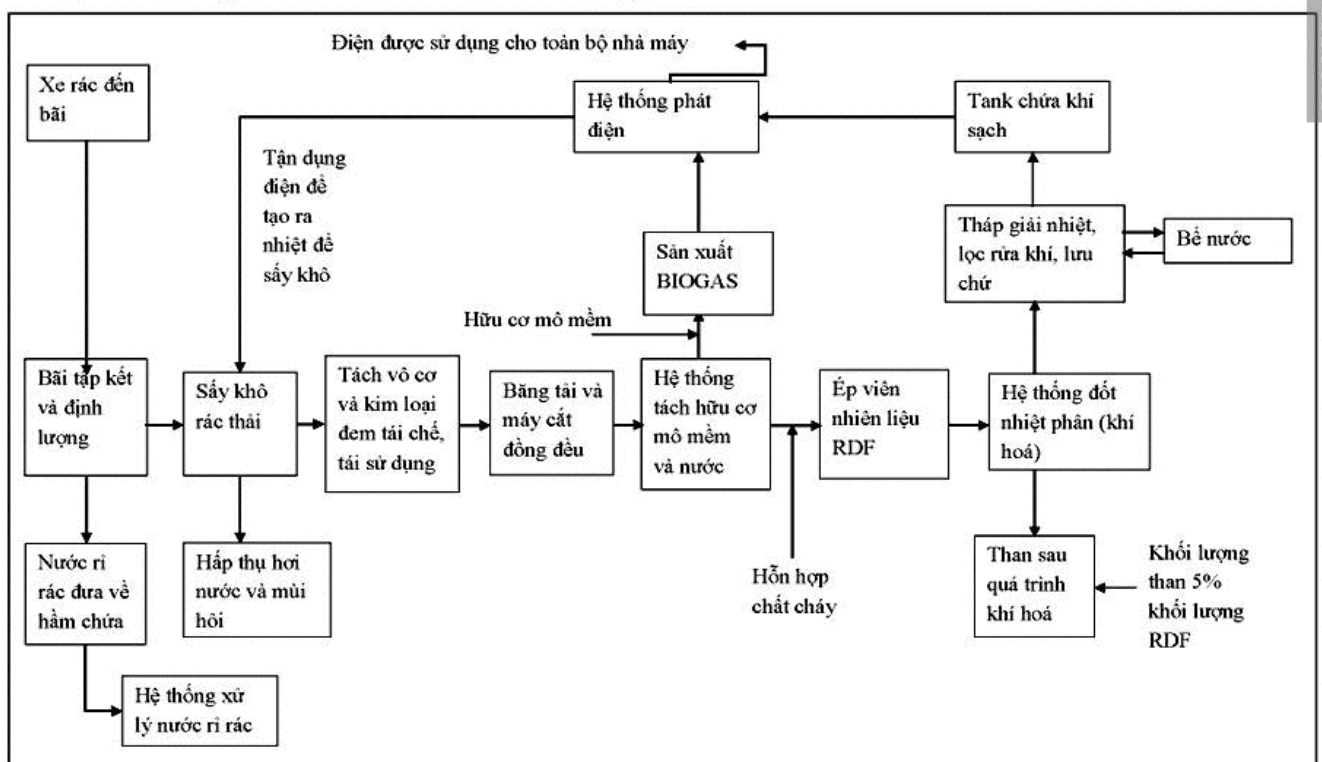 Điện được sử dụng cho toàn bộ nhà máy
Xe rác đến
bãi
Hệ thống phát
điện
Tank chứa khí
sạch
Tận dụng
điện để
tạo ra
nhiệt để
sấy khô
Tháp giải nhiệt,
lọc rửa khí, lưu
chứ
Bể nước
Sản xuất
BIOGAS
Hữu cơ mô mềm
Bãi tập kết
và định
lượng
Sấy khô
rác thải
Tách vô cơ
và kim loại
đem tái chế,
tái sử dụng
Băng tải và
máy cắt
đồng đều
Hệ thống
tách hữu cơ
mô mềm
và nước
Ép viên
nhiên liệu
RDF
Hệ thống đốt
nhiệt phân (khí
hoá)
Nước rỉ
rác đưa về
hầm chứa
Hấp thụ hơi
nước và mùi
hôi
Hỗn hợp
chất cháy
Than sau
quá trình
khí hoá
Khối lượng
than 5%
khối lượng
RDF
Hệ thống xử
lý nước rỉ rác